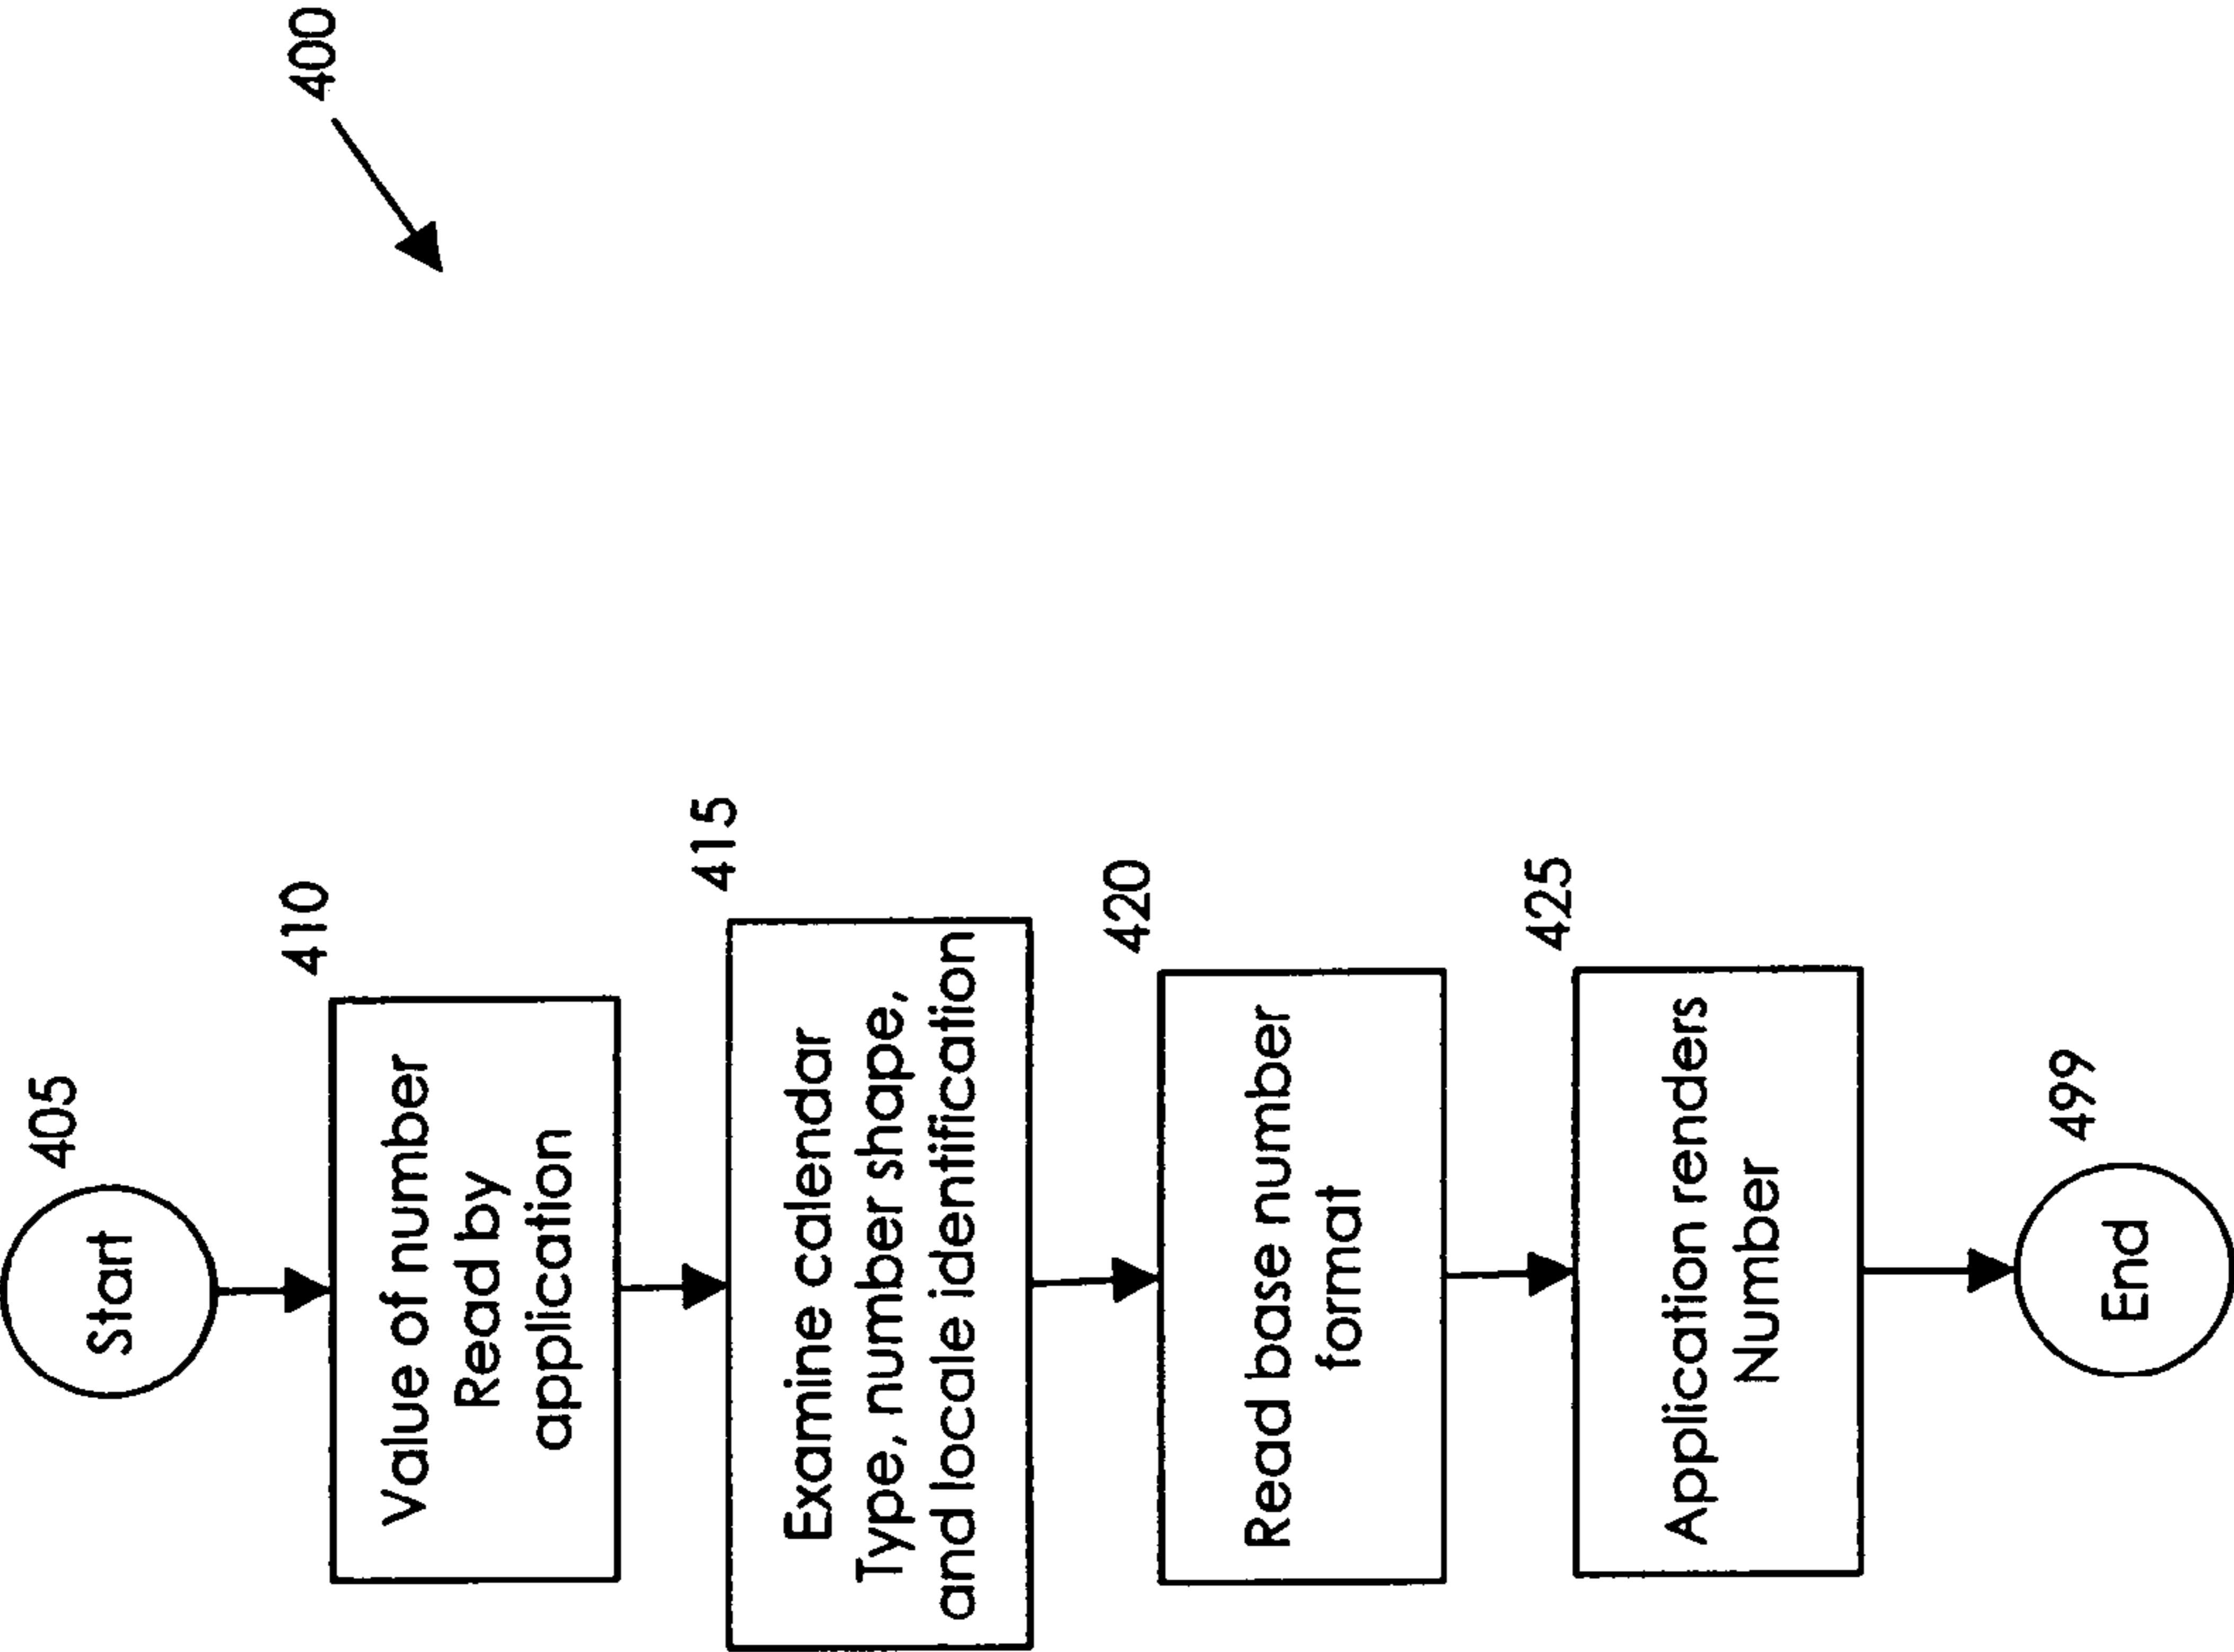 400
405
Start
410
Value of number
Read by
application
415
Examine calendar
Type, number shape,
and locale identification
420
Read base number
format
425
Application renders
Number
499
End